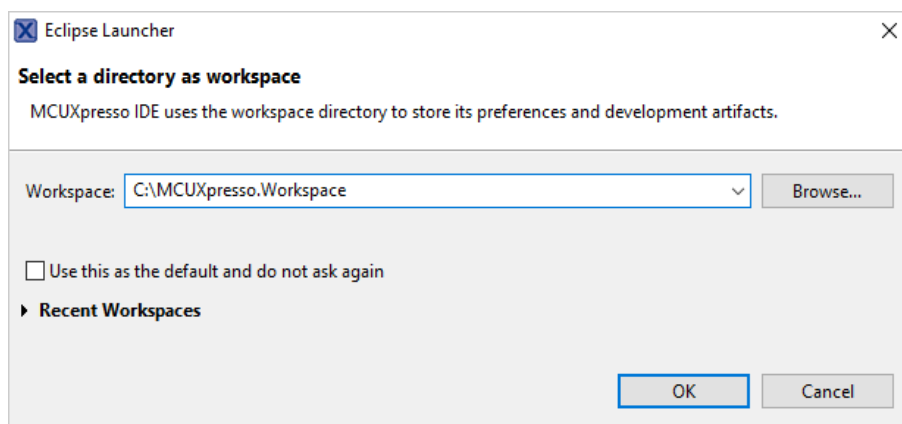 Eclipse Launcher
Select a directory as workspace
MCUXpresso IDE uses the workspace directory to store its preferences and development artifacts.
Workspace: C:\MCUXpresso.Workspace Browse...
Use this as the default and do not ask again
Recent Workspaces
OK Cancel